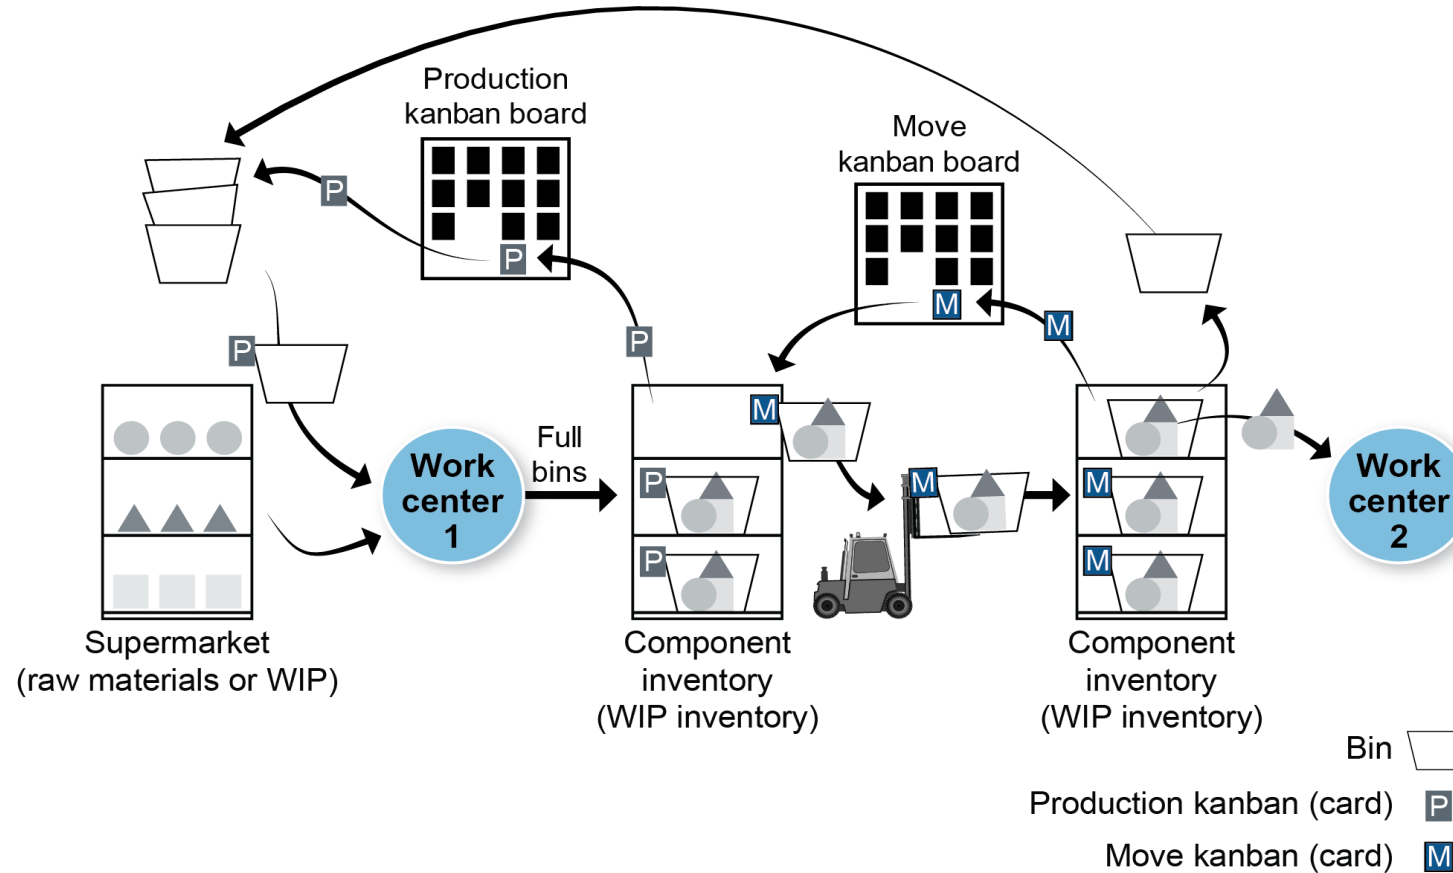 Production
kanban board
Move
kanban board
P
P
M
M
P
P
M
Full
bins
Work
center
1
P
P
M
M
M
Work
center
2
Supermarket
(raw materials or WIP)
Component
inventory
(WIP inventory)
Component
inventory
(WIP inventory)
Bin
Production kanban (card) P
Move kanban (card) M